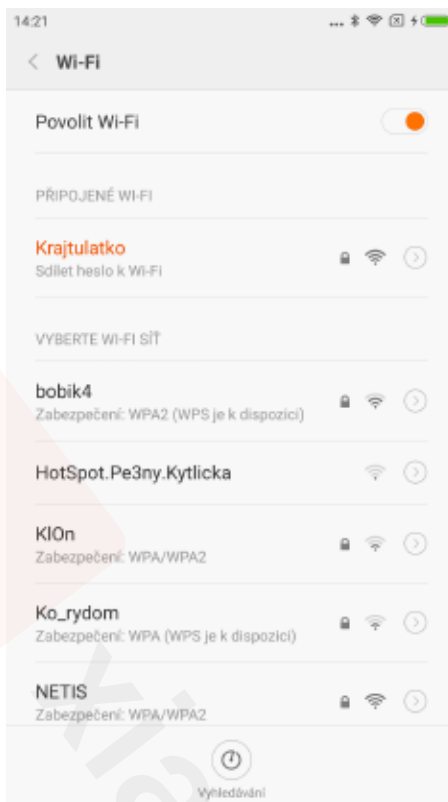 14:21
Wi-Fi
Povolit Wi-Fi
PŘIPOJENÉ WI-FI
Krajtulatko
Sdílet heslo k Wi-Fi
VYBERTE WI-FI SÍŤ
bobik4
Zabezpečení: WPA2 (WPS je k dispozici)
HotSpot.Pe3ny.Kytlicka
KlOn
Zabezpečení: WPA/WPA2
Ko_rydom
Zabezpečení: WPA (WPS je k dispozici)
NETIS
Zabezpečení: WPA/WPA2
Vyhledávání